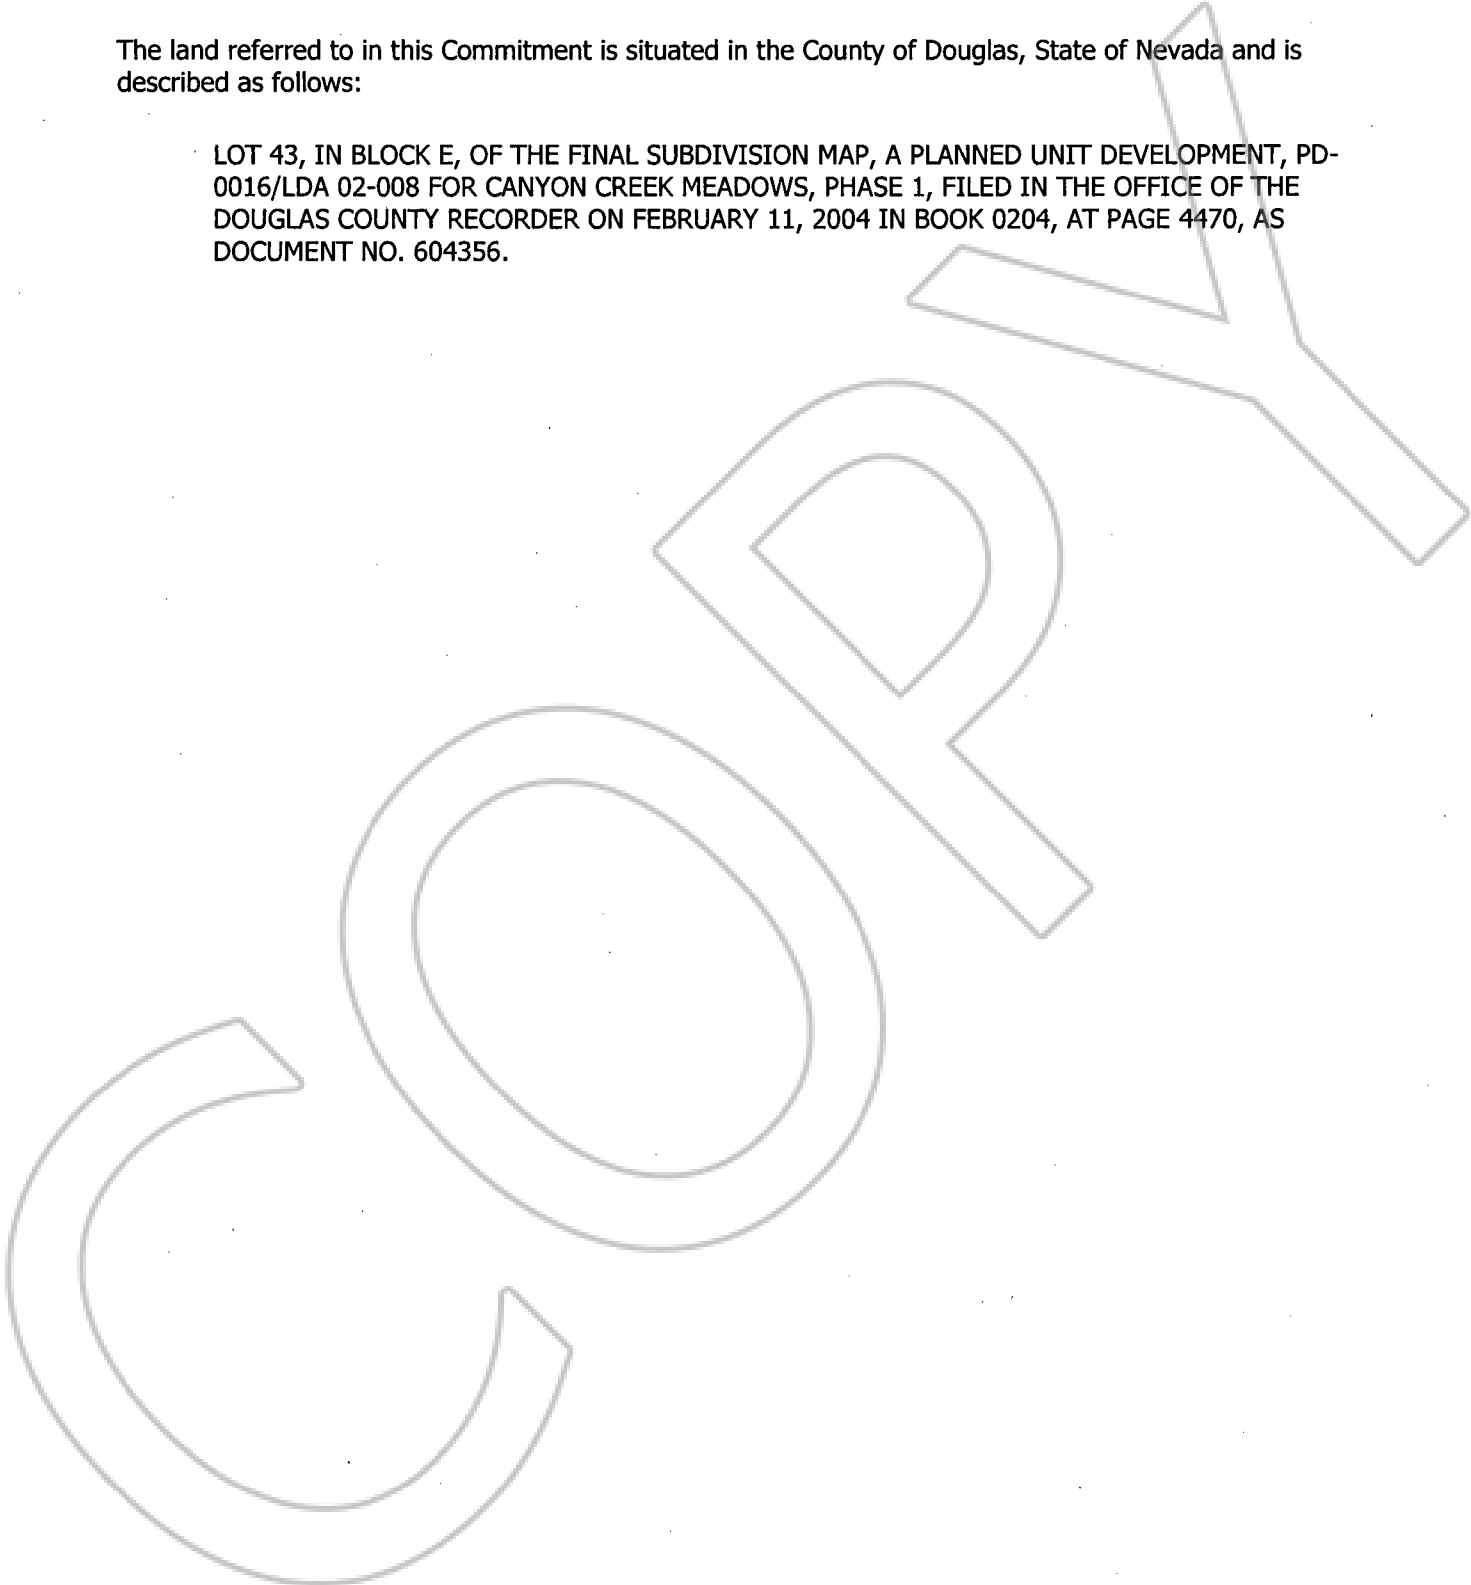 The land referred to in this Commitment is situated in the County of Douglas, State of Nevada and is
described as follows:
LOT 43, IN BLOCK E, OF THE FINAL SUBDIVISION MAP, A PLANNED UNIT DEVELOPMENT, PD-
0016/LDA 02-008 FOR CANYON CREEK MEADOWS, PHASE 1, FILED IN THE OFFICE OF THE
DOUGLAS COUNTY RECORDER ON FEBRUARY 11, 2004 IN BOOK 0204, AT PAGE 4470, AS
DOCUMENT NO. 604356.
COPY